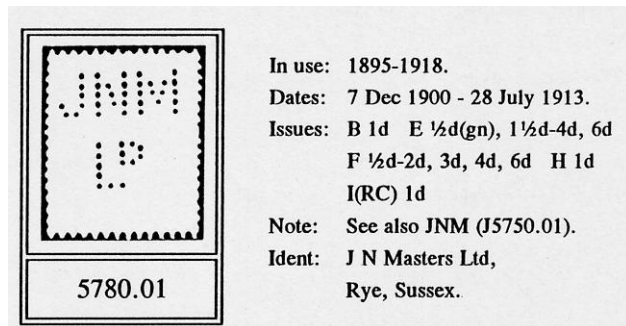 JNM
LP
5780.01
In use: 1895-1918.
Dates: 7 Dec 1900 - 28 July 1913.
Issues: B 1d E ½d(gn), 1½d-4d, 6d
F ½d-2d, 3d, 4d, 6d H 1d
I(RC) 1d
Note: See also JNM (J5750.01).
Ident: J N Masters Ltd,
Rye, Sussex.